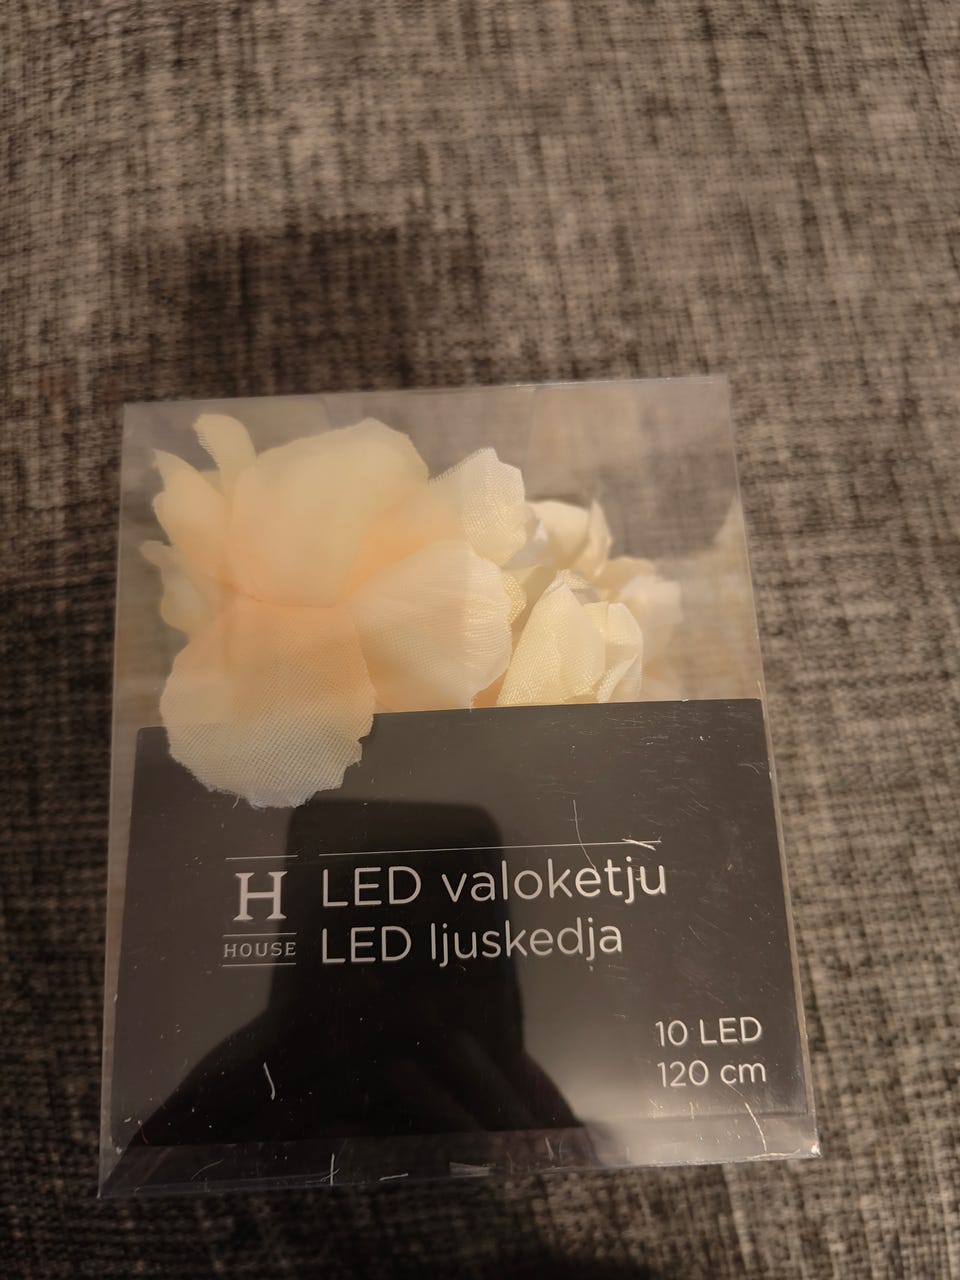 H
HOUSE
LED valoketju
LED ljuskedja
10 LED
120 cm